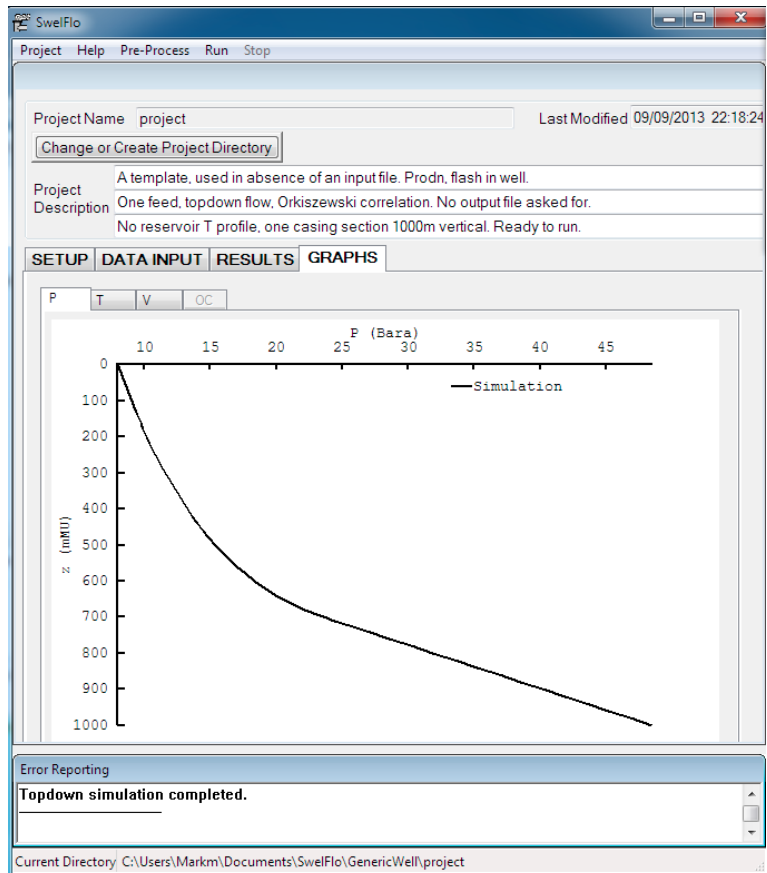 SwelFlo
Project Help Pre-Process Run Stop
Project Name project Last Modified 09/09/2013 22:18:24
Change or Create Project Directory
Project Description
A template, used in absence of an input file. Prodn, flash in well.
One feed, topdown flow, Orkiszewski correlation. No output file asked for.
No reservoir T profile, one casing section 1000m vertical. Ready to run.
SETUP DATA INPUT RESULTS GRAPHS
P T V OC
P (Bara)
10 15 20 25 30 35 40 45
Simulation
z (mMU)
0
100
200
300
400
500
600
700
800
900
1000
Error Reporting
Topdown simulation completed.
Current Directory C:\Users\Markm\Documents\SwelFlo\GenericWell\project